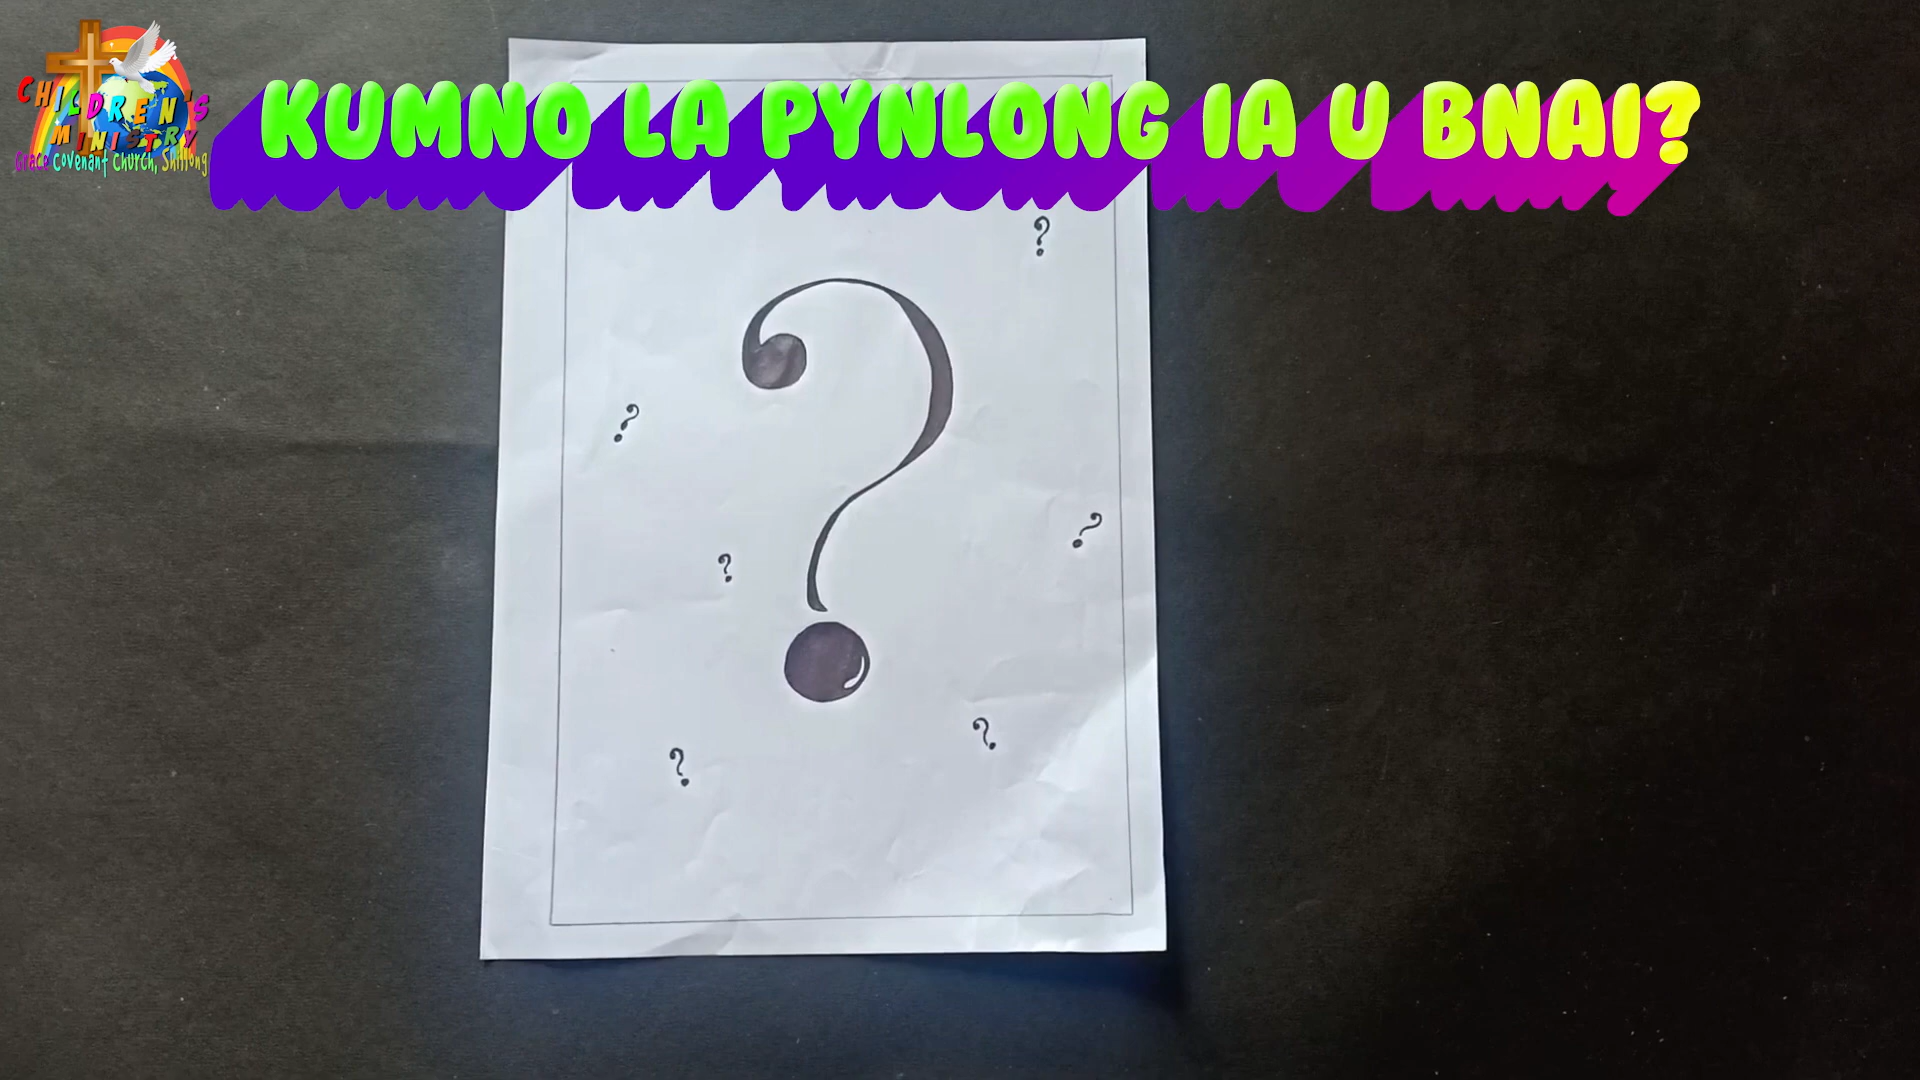 CHILDREN'S
MINISTRY
Grace Covenant Church, Shillong
KUMNO LA PYNLONG IA U BNAI?
?
?
?
?
?
?
?